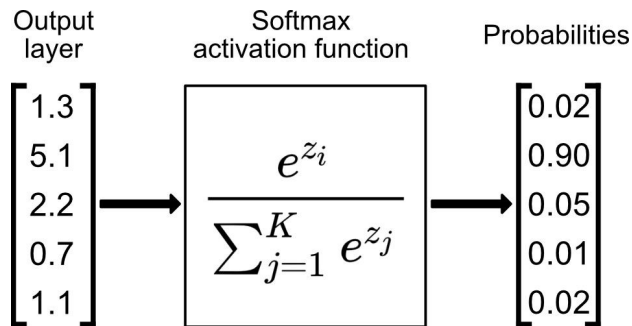 Output
layer
Softmax
activation function
Probabilities
1.3
5.1
2.2
0.7
1.1
e^{z_i}
∑_{j=1}^{K} e^{z_j}
0.02
0.90
0.05
0.01
0.02